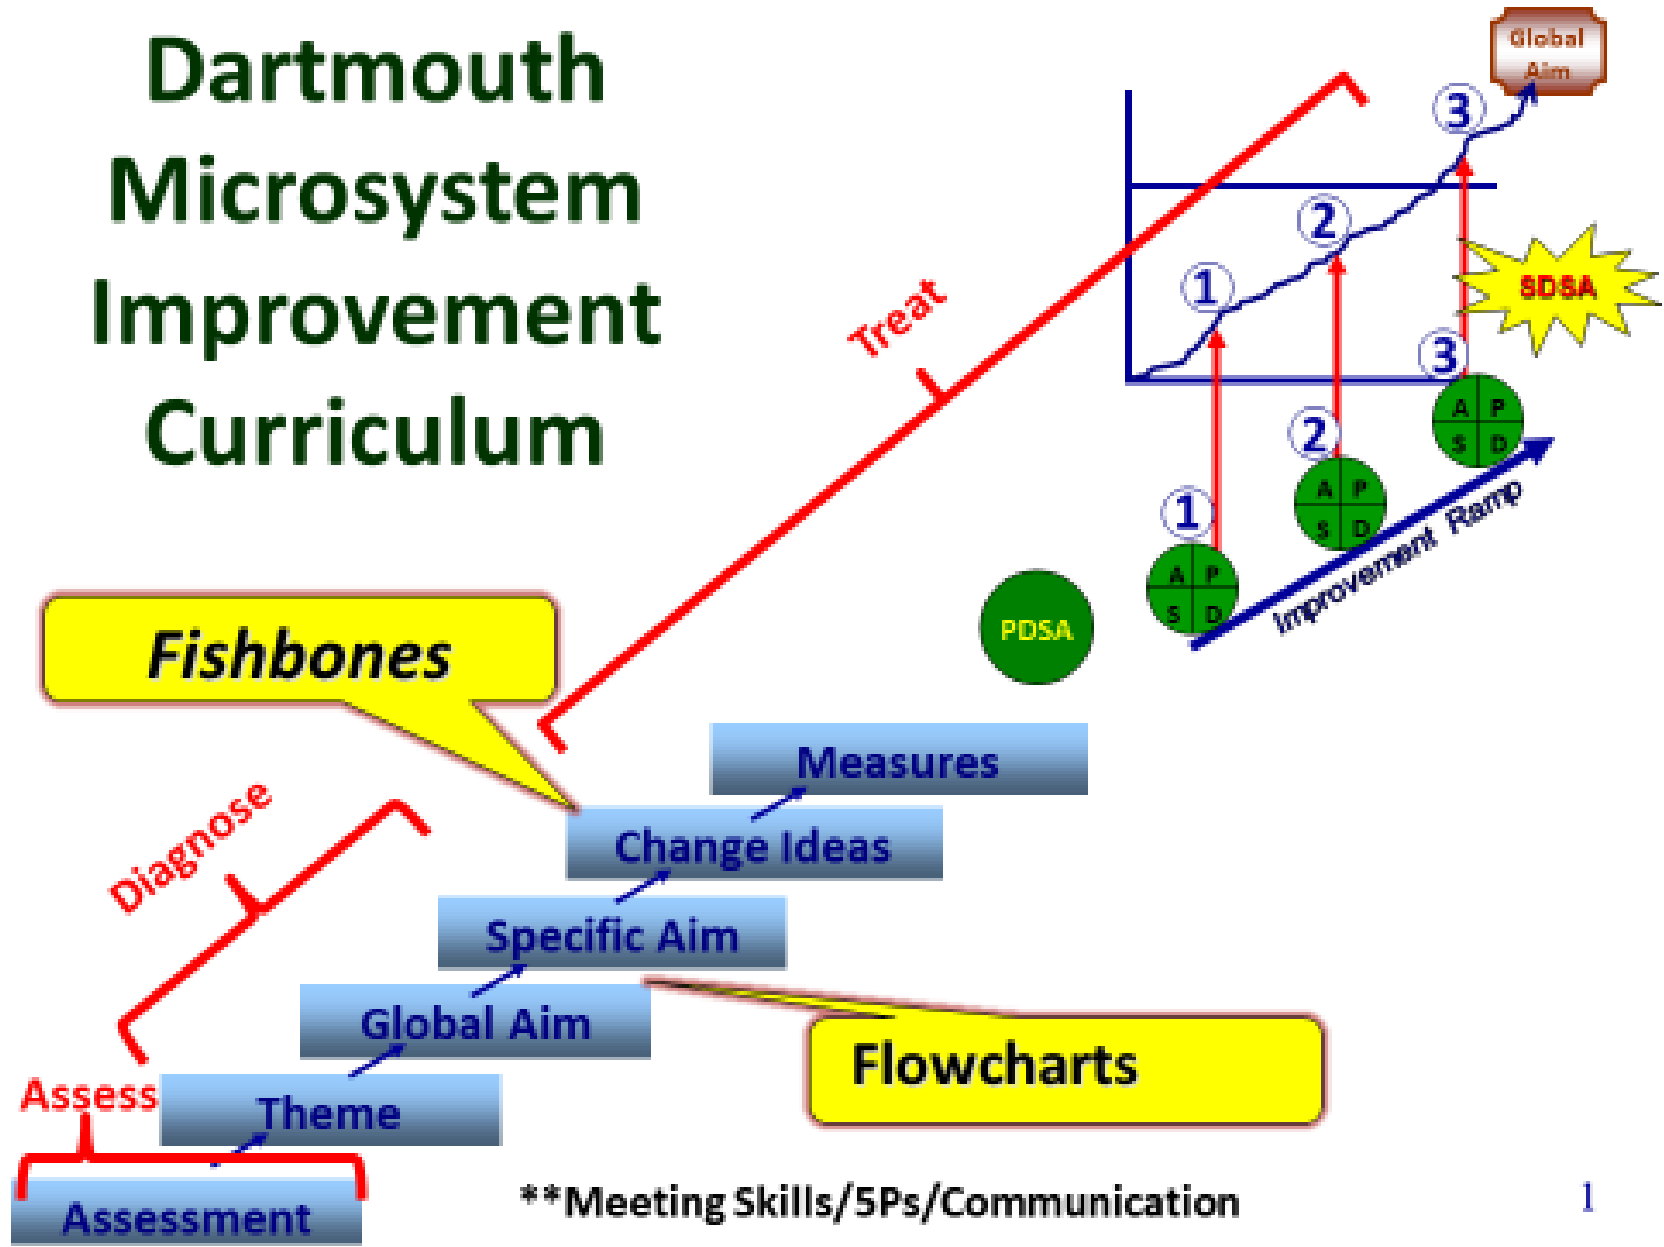 Dartmouth
Microsystem
Improvement
Curriculum
Global
Aim
3
2
1
SDSA
3
2
1
A P
S D
A P
S D
A P
S D
Improvement Ramp
PDSA
Treat
Fishbones
Measures
Diagnose
Change Ideas
Specific Aim
Global Aim
Flowcharts
Assess
Theme
Assessment
**Meeting Skills/5Ps/Communication
1